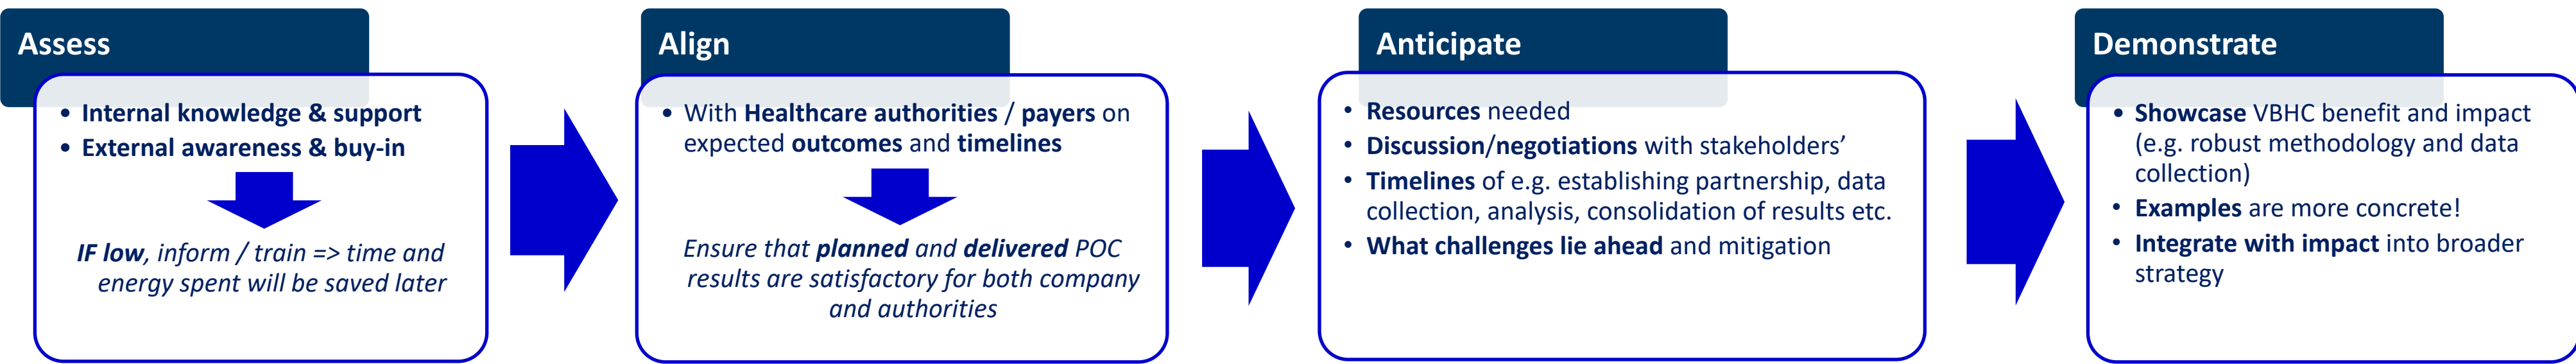 Assess
• Internal knowledge & support
• External awareness & buy-in
IF low, inform / train => time and
energy spent will be saved later
Align
• With Healthcare authorities / payers on
expected outcomes and timelines
Ensure that planned and delivered POC
results are satisfactory for both company
and authorities
Anticipate
• Resources needed
• Discussion/negotiations with stakeholders’
• Timelines of e.g. establishing partnership, data
collection, analysis, consolidation of results etc.
• What challenges lie ahead and mitigation
Demonstrate
• Showcase VBHC benefit and impact
(e.g. robust methodology and data
collection)
• Examples are more concrete!
• Integrate with impact into broader
strategy